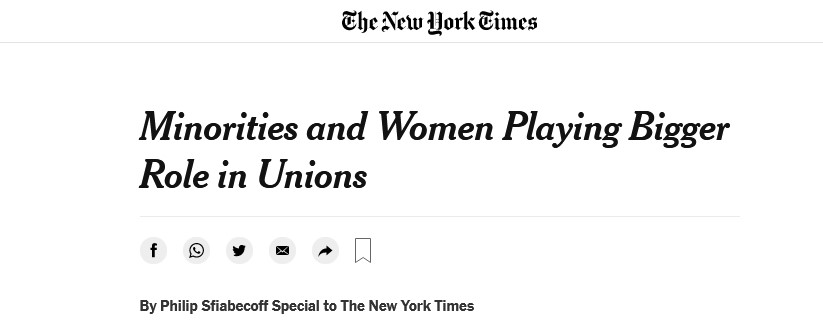 The New York Times
Minorities and Women Playing Bigger
Role in Unions
By Philip Sfiabecoff Special to The New York Times